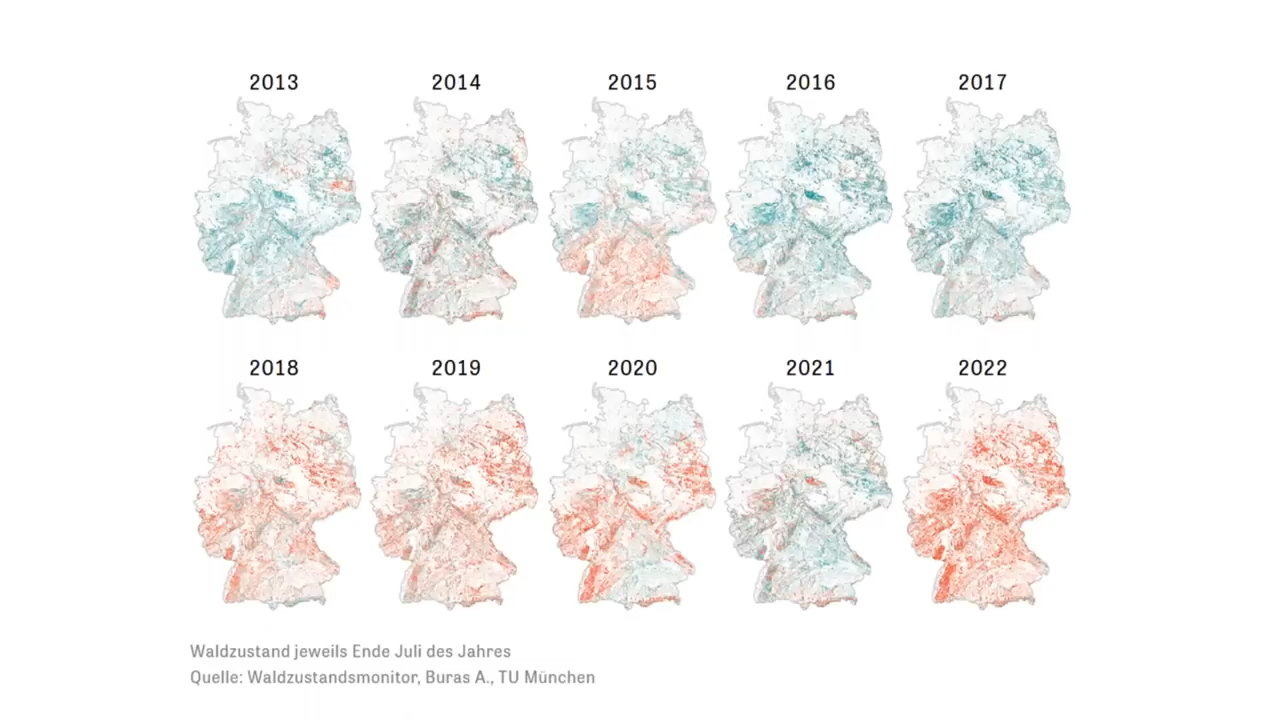 2013 2014 2015 2016 2017
2018 2019 2020 2021 2022
Waldzustand jeweils Ende Juli des Jahres
Quelle: Waldzustandsmonitor, Buras A., TU München